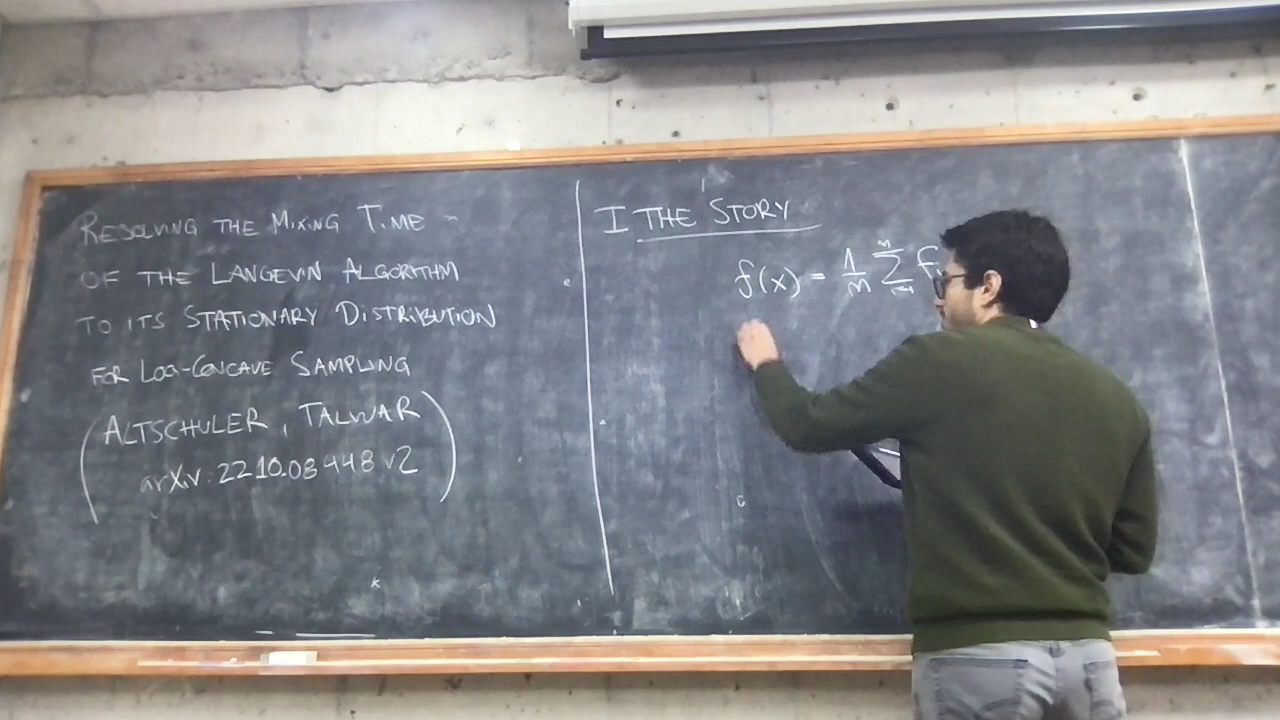 RESOLVING THE MIXING TIME
OF THE LANGEVIN ALGORITHM
TO ITS STATIONARY DISTRIBUTION
FOR LOG-CONCAVE SAMPLING
(ALTSCHULER, TALWAR
arXiv: 2210.08448 v2)
I THE STORY
f(x) = 1/m ∑ f